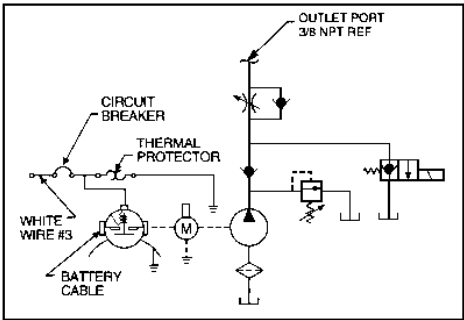 OUTLET PORT
3/8 NPT REF
CIRCUIT
BREAKER
THERMAL
PROTECTOR
WHITE
WIRE #3
M
BATTERY
CABLE